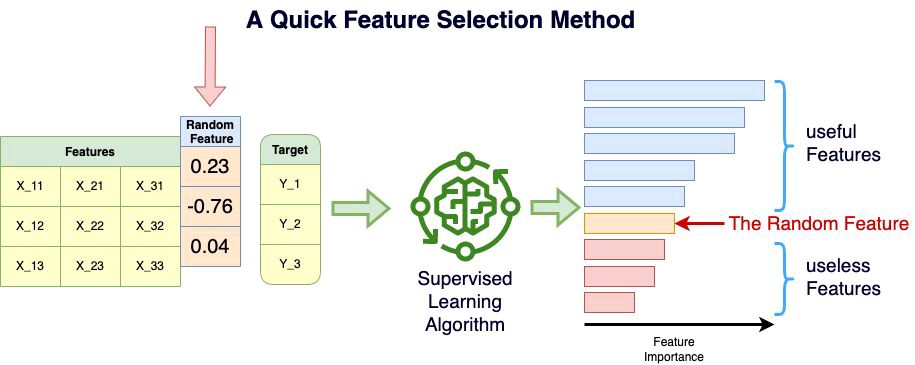 A Quick Feature Selection Method
Features
Random
Feature
Target
X_11 X_21 X_31
X_12 X_22 X_32
X_13 X_23 X_33
0.23
-0.76
0.04
Y_1
Y_2
Y_3
Supervised
Learning
Algorithm
useful
Features
The Random Feature
useless
Features
Feature
Importance